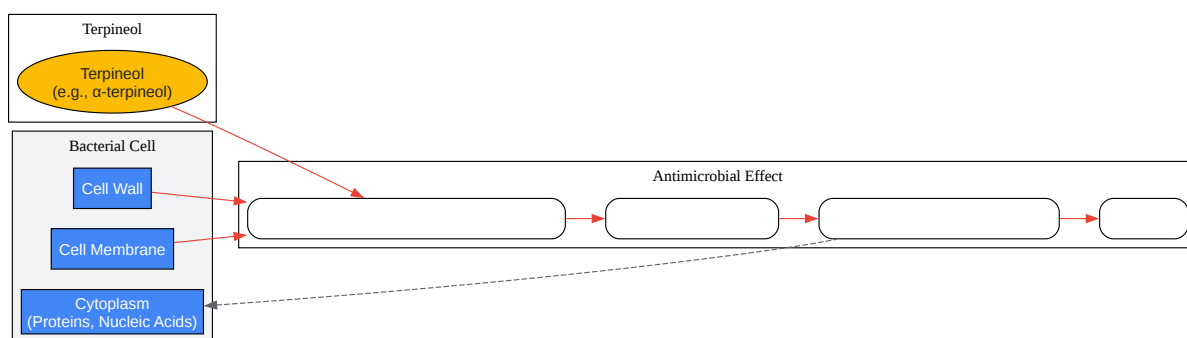 Terpineol
Terpineol
(e.g., α-terpineol)
Bacterial Cell
Cell Wall
Cell Membrane
Cytoplasm
(Proteins, Nucleic Acids)
Antimicrobial Effect